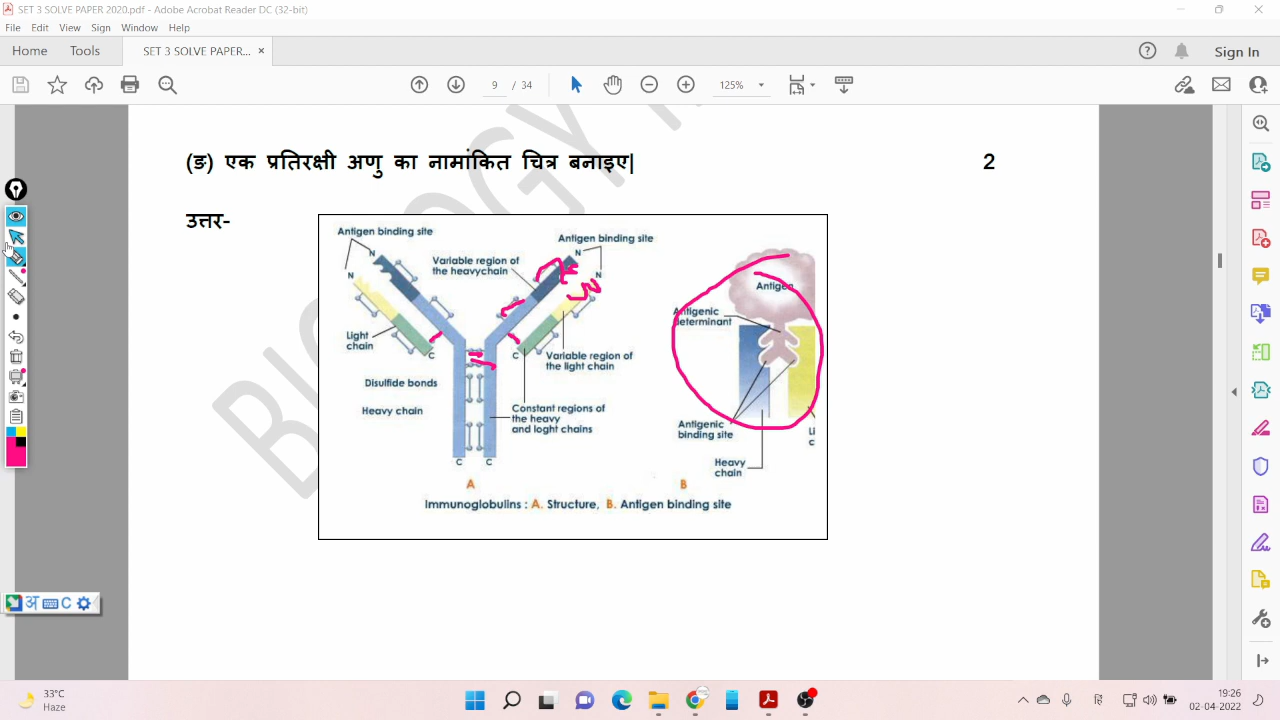 SET 3 SOLVE PAPER 2020.pdf - Adobe Acrobat Reader DC (32-bit)
File Edit View Sign Window Help
Home Tools SET 3 SOLVE PAPER... × Sign In
9 / 34 125%
(ङ) एक प्रतिरक्षी अणु का नामांकित चित्र बनाइए| 2
उत्तर-
Antigen binding site
Antigen binding site
N
N
N
N
Variable region of
the heavychain
Light
chain
C
C
Variable region of
the light chain
Disulfide bonds
Heavy chain
Constant regions of
the heavy
and loght chains
C C
A
Antigen
Antigenic
determinant
Antigenic
binding site
Heavy
chain
B
Immunoglobulins : A. Structure, B. Antigen binding site
अ C
33°C
Haze
19:26
02-04-2022